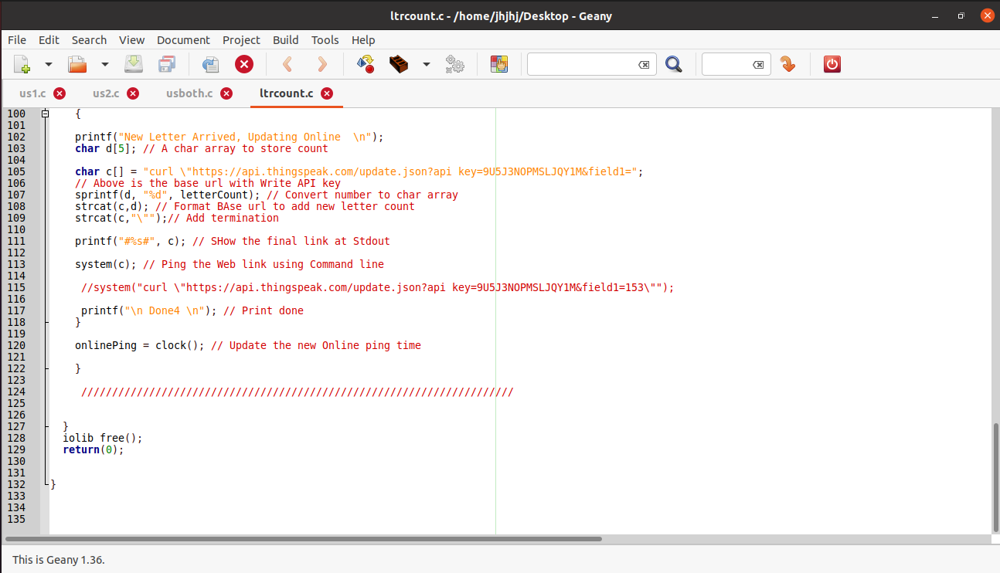 ltrcount.c - /home/jhjhj/Desktop - Geany
File Edit Search View Document Project Build Tools Help
us1.c us2.c usboth.c ltrcount.c
100 {
101
102 printf("New Letter Arrived, Updating Online  \n");
103 char d[5]; // A char array to store count
104
105 char c[] = "curl \"https://api.thingspeak.com/update.json?api key=9U5J3NOPMSLJQY1M&field1=";
106 // Above is the base url with Write API key
107 sprintf(d, "%d", letterCount); // Convert number to char array
108 strcat(c,d); // Format BAse url to add new letter count
109 strcat(c,"\"");// Add termination
110
111 printf("#%s#", c); // SHow the final link at Stdout
112
113 system(c); // Ping the Web link using Command line
114
115 //system("curl \"https://api.thingspeak.com/update.json?api key=9U5J3NOPMSLJQY1M&field1=153\"");
116
117 printf("\n Done4 \n"); // Print done
118 }
119
120 onlinePing = clock(); // Update the new Online ping time
121
122 }
123
124 //////////////////////////////////////////////////////////////////////
125
126
127 }
128 iolib free();
129 return(0);
130
131
132 }
133
134
135
This is Geany 1.36.